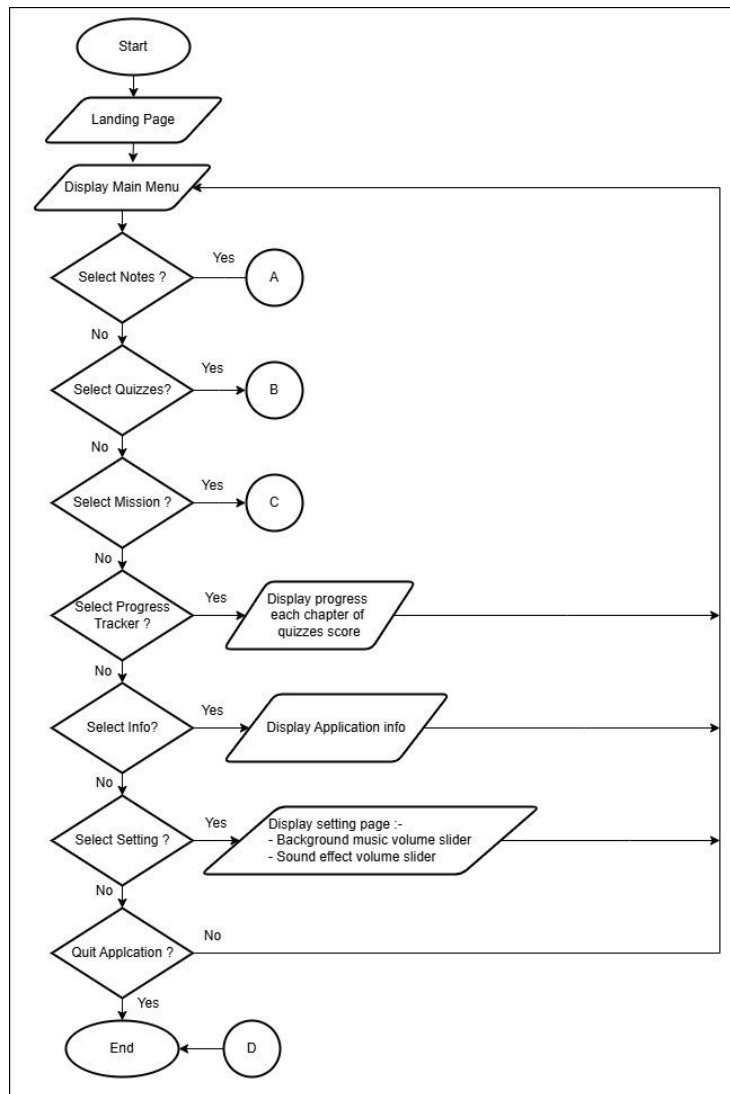 Start
Landing Page
Display Main Menu
Select Notes ?
Yes
A
No
Select Quizzes?
Yes
B
No
Select Mission ?
Yes
C
No
Select Progress
Tracker ?
Yes
Display progress
each chapter of
quizzes score
No
Select Info?
Yes
Display Application info
No
Select Setting ?
Yes
Display setting page :-
- Background music volume slider
- Sound effect volume slider
No
Quit Applcation ?
No
Yes
End
D